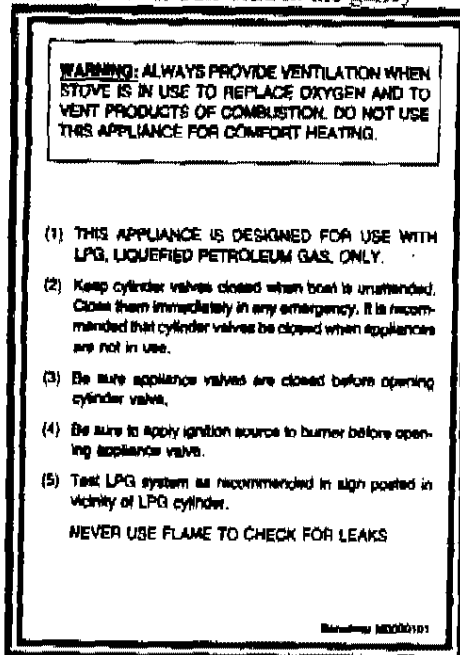 WARNING: ALWAYS PROVIDE VENTILATION WHEN
STOVE IS IN USE TO REPLACE OXYGEN AND TO
VENT PRODUCTS OF COMBUSTION. DO NOT USE
THIS APPLIANCE FOR COMFORT HEATING.
(1) THIS APPLIANCE IS DESIGNED FOR USE WITH
LPG, LIQUEFIED PETROLEUM GAS, ONLY.
(2) Keep cylinder valves closed when boat is unattended.
Close them immediately in any emergency. It is recom-
mended that cylinder valves be closed when appliances
are not in use.
(3) Be sure appliance valves are closed before opening
cylinder valve.
(4) Be sure to apply ignition source to burner before open-
ing appliance valve.
(5) Test LPG system as recommended in sign posted in
vicinity of LPG cylinder.
NEVER USE FLAME TO CHECK FOR LEAKS